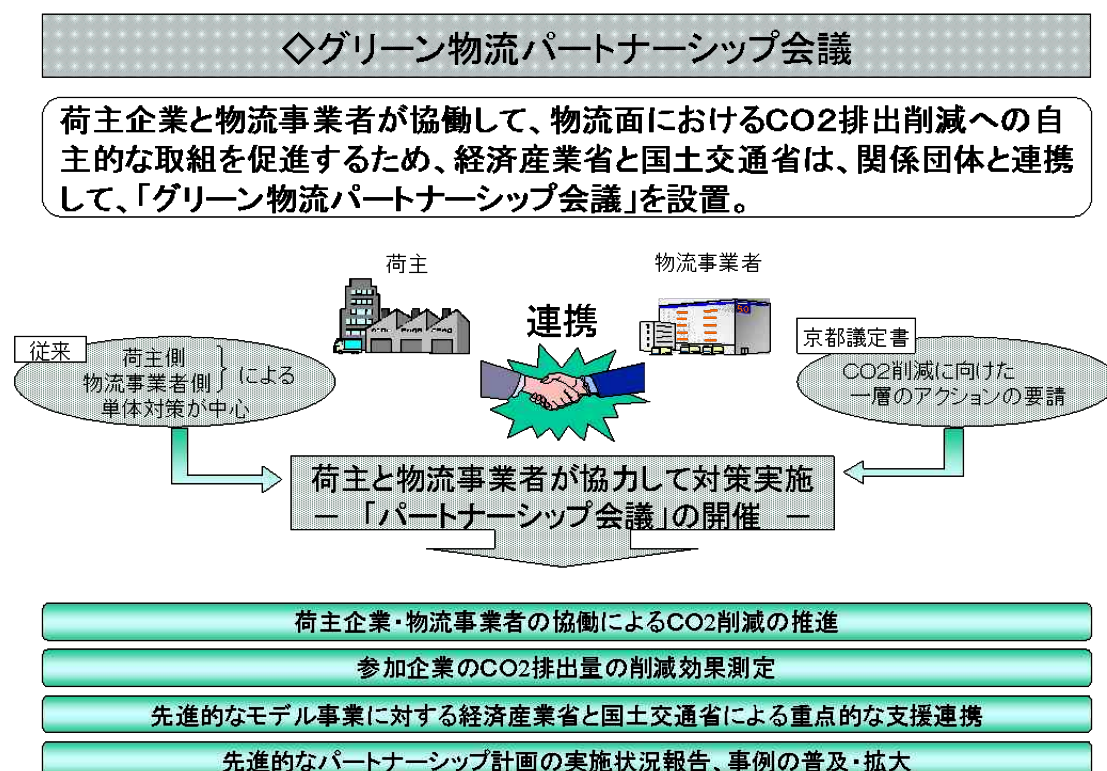 ◇グリーン物流パートナーシップ会議
荷主企業と物流事業者が協働して、物流面におけるCO2排出削減への自
主的な取組を促進するため、経済産業省と国土交通省は、関係団体と連携
して、「グリーン物流パートナーシップ会議」を設置。
荷主
物流事業者
連携
従来
荷主側
物流事業者側
による
単体対策が中心
京都議定書
CO2削減に向けた
一層のアクションの要請
荷主と物流事業者が協力して対策実施
－「パートナーシップ会議」の開催 －
荷主企業・物流事業者の協働によるCO2削減の推進
参加企業のCO2排出量の削減効果測定
先進的なモデル事業に対する経済産業省と国土交通省による重点的な支援連携
先進的なパートナーシップ計画の実施状況報告、事例の普及・拡大